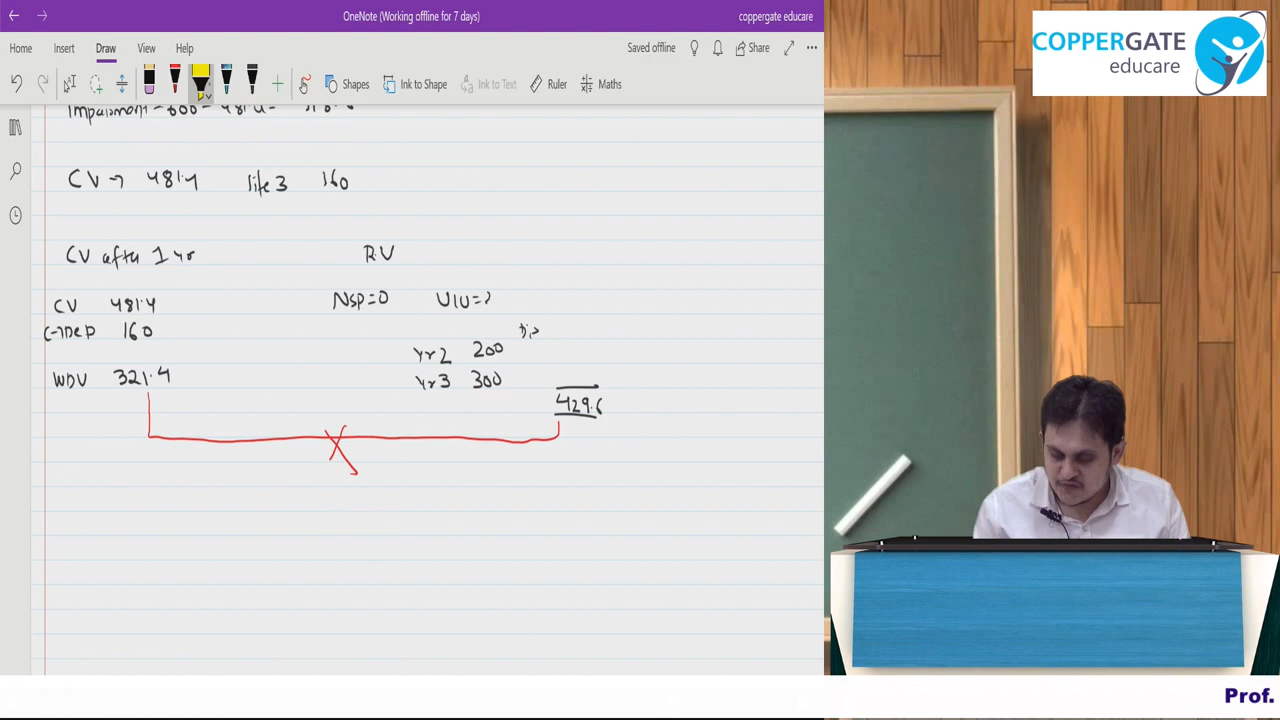 OneNote (Working offline for 7 days)
coppergate educare
Home Insert Draw View Help
Saved offline Share
Shapes Ink to Shape Ink to Text Ruler Maths
CV → 481.4 life 3 160
CV after 1 yr R.V
CV 481.4 NSP=0 VIU=?
(-) Dep 160
yr 2 200
WDV 321.4 yr 3 300
429.6
COPPERGATE
educare
Prof.